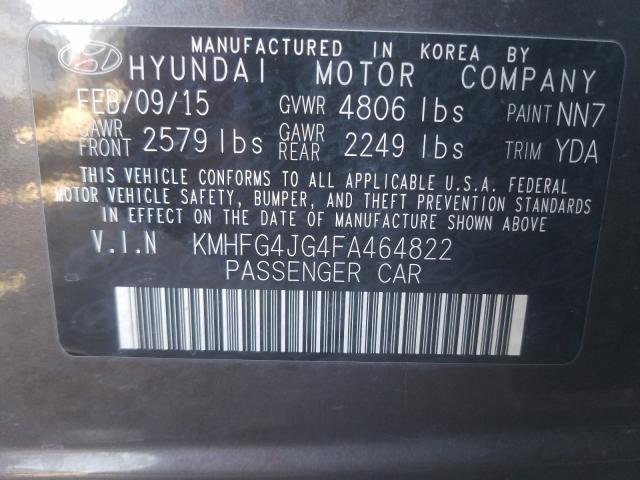 MANUFACTURED IN KOREA BY
HYUNDAI MOTOR COMPANY
FEB/09/15 GVWR 4806 lbs PAINT NN7
GAWR FRONT 2579 lbs GAWR REAR 2249 lbs TRIM YDA
THIS VEHICLE CONFORMS TO ALL APPLICABLE U.S.A. FEDERAL
MOTOR VEHICLE SAFETY, BUMPER, AND THEFT PREVENTION STANDARDS
IN EFFECT ON THE DATE OF MANUFACTURE SHOWN ABOVE.
V.I.N KMHFG4JG4FA464822
PASSENGER CAR